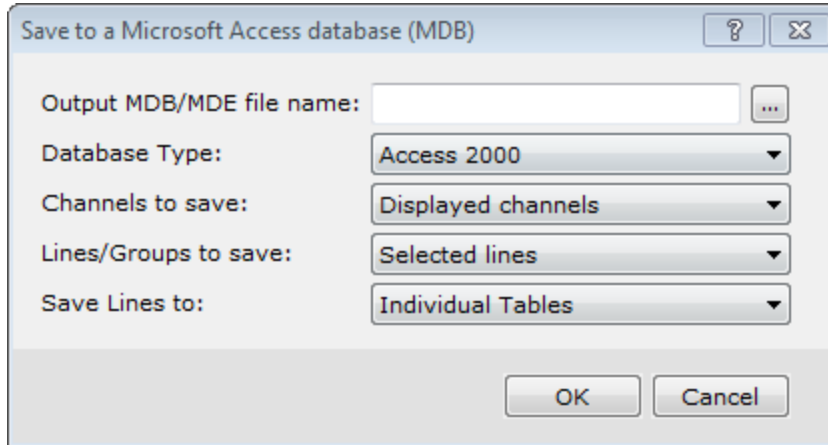 Save to a Microsoft Access database (MDB)
?
Output MDB/MDE file name:
...
Database Type: Access 2000
Channels to save: Displayed channels
Lines/Groups to save: Selected lines
Save Lines to: Individual Tables
OK Cancel